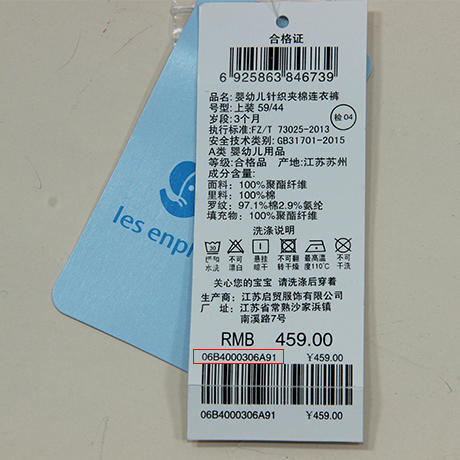 合格证
6 925863 846739
品名: 婴幼儿针织夹棉连衣裤
号型: 上装 59/44
岁段: 3个月
检 04
执行标准:FZ/T 73025-2013
安全技术类别: GB31701-2015
A类 婴幼儿用品
等级: 合格品 产地: 江苏苏州
成分含量:
面料: 100%聚酯纤维
里料: 100%棉
罗纹: 97.1%棉2.9%氨纶
填充物: 100%聚酯纤维
洗涤说明
30
温和水洗 不可漂白 悬挂晾干 不可翻转干燥 最高温度110℃ 不可干洗
关心您的宝宝 请洗涤后穿着
生产商: 江苏启贸服饰有限公司
厂 址: 江苏省常熟沙家浜镇
南溪路7号
RMB 459.00
06B4000306A91 ¥459.00
06B4000306A91 ¥459.00
les enp